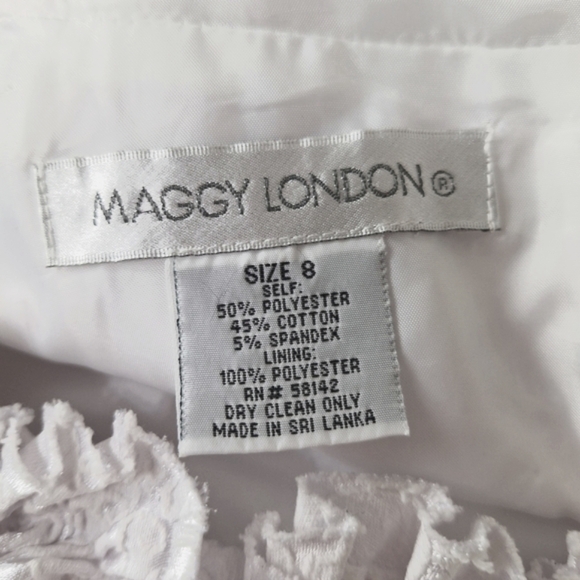 MAGGY LONDON®
SIZE 8
SELF:
50% POLYESTER
45% COTTON
5% SPANDEX
LINING:
100% POLYESTER
RN# 58142
DRY CLEAN ONLY
MADE IN SRI LANKA